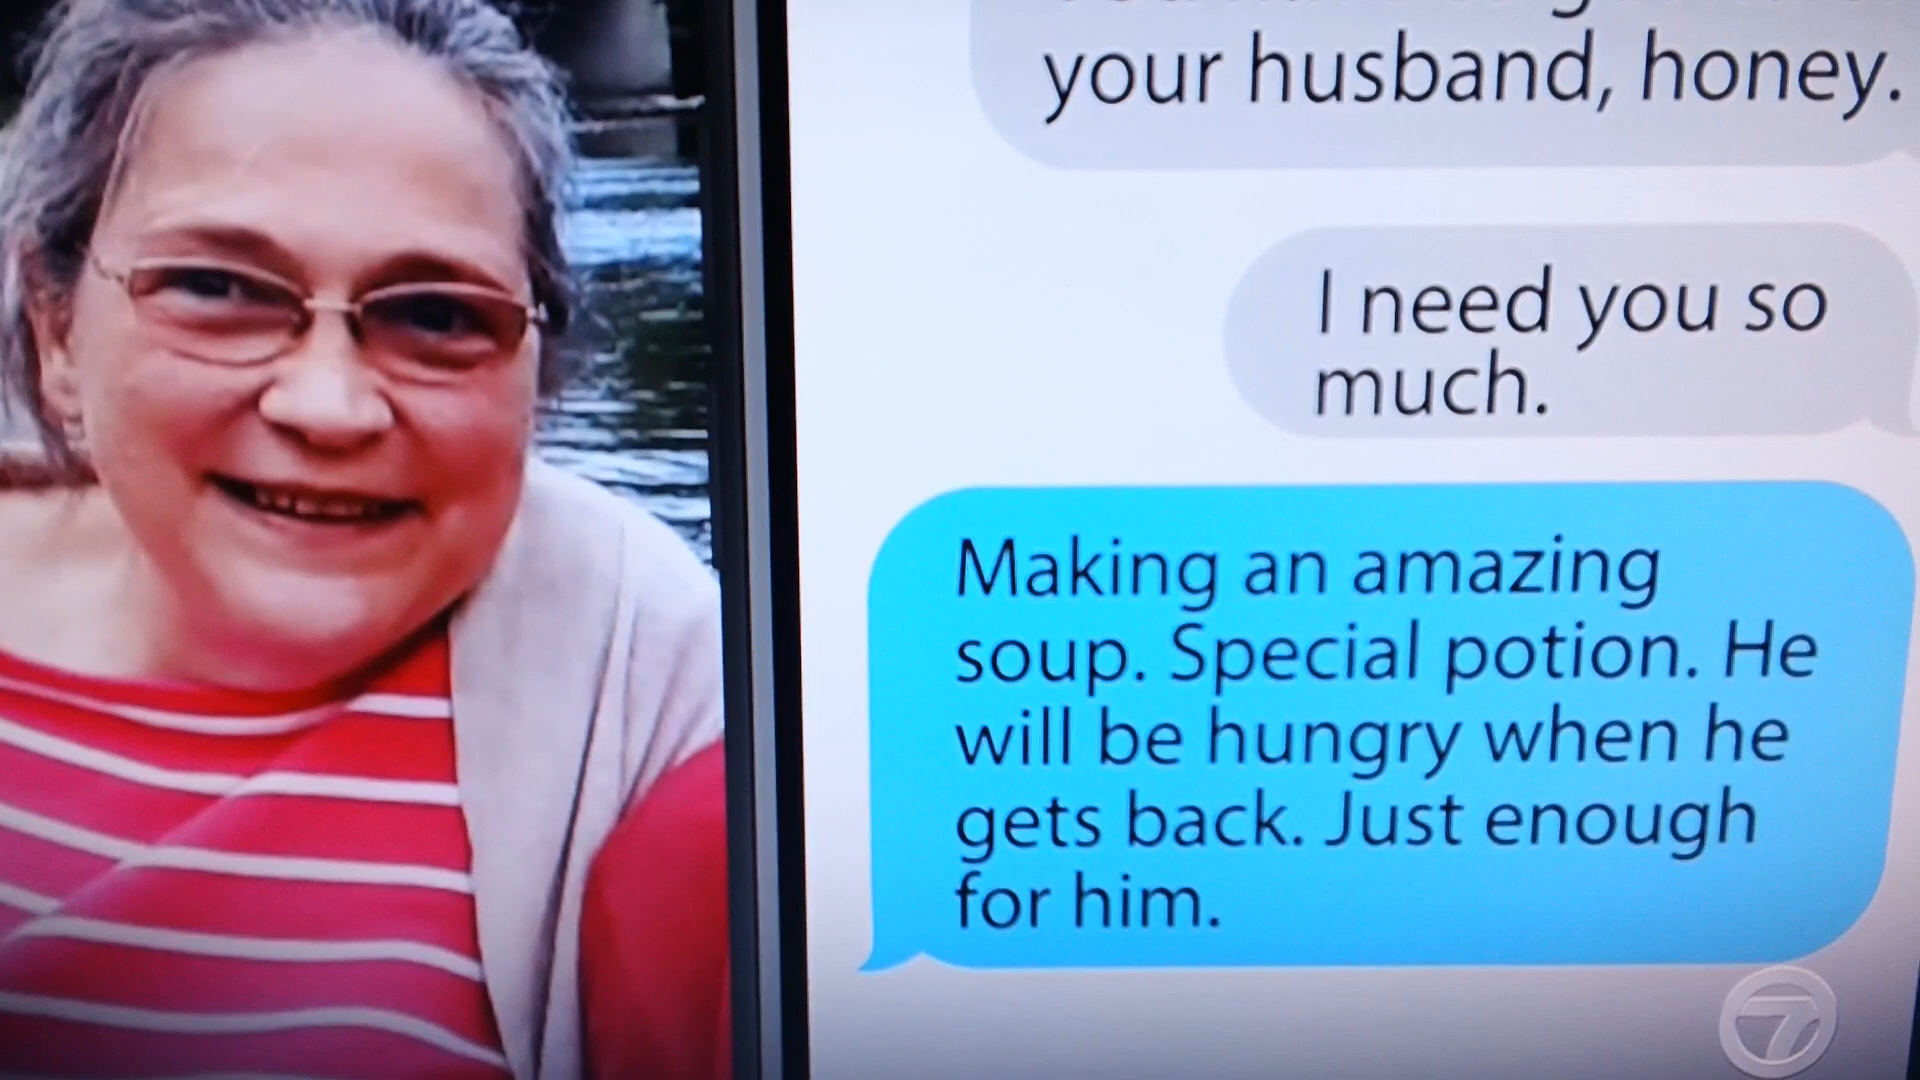 your husband, honey.
I need you so
much.
Making an amazing
soup. Special potion. He
will be hungry when he
gets back. Just enough
for him.
7